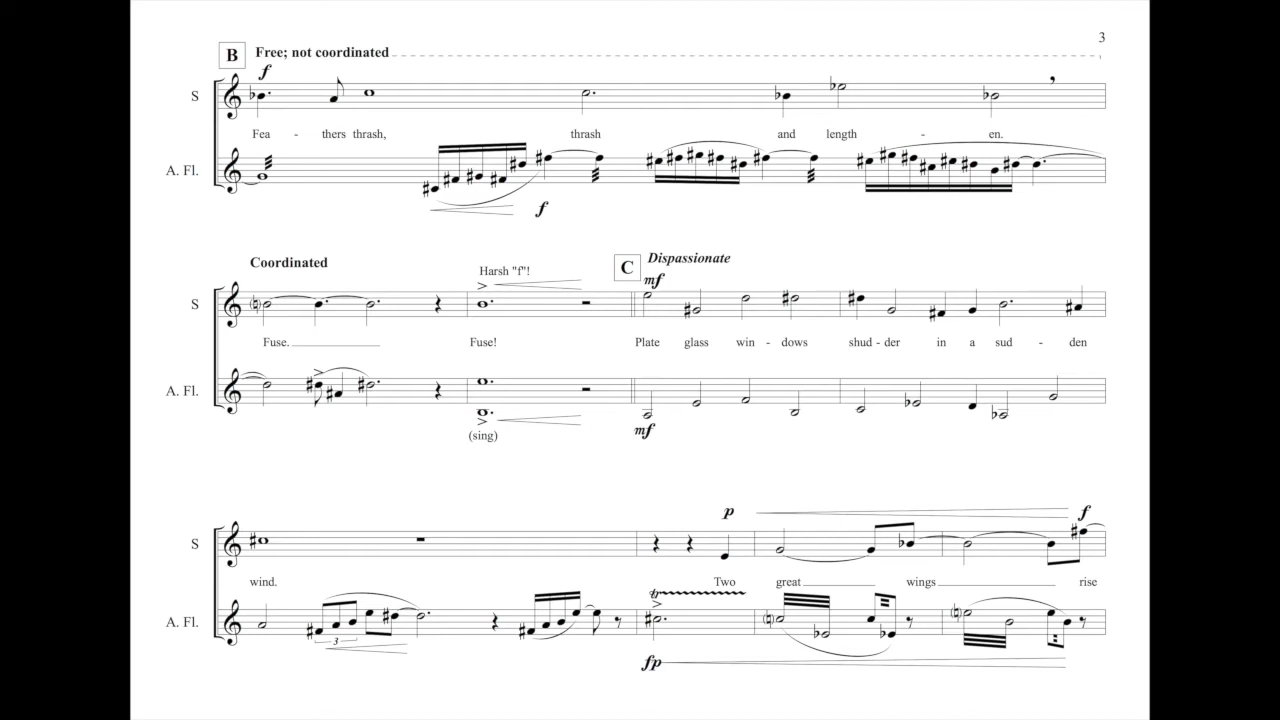 3
B Free; not coordinated
f
S
Fea - thers thrash, thrash and length - en.
A. Fl.
f
Coordinated
Harsh "f"!
C Dispassionate
mf
S
Fuse. Fuse! Plate glass win - dows shud - der in a sud - den
A. Fl.
(sing)
mf
p f
S
wind. Two great wings rise
tr
A. Fl.
3
fp